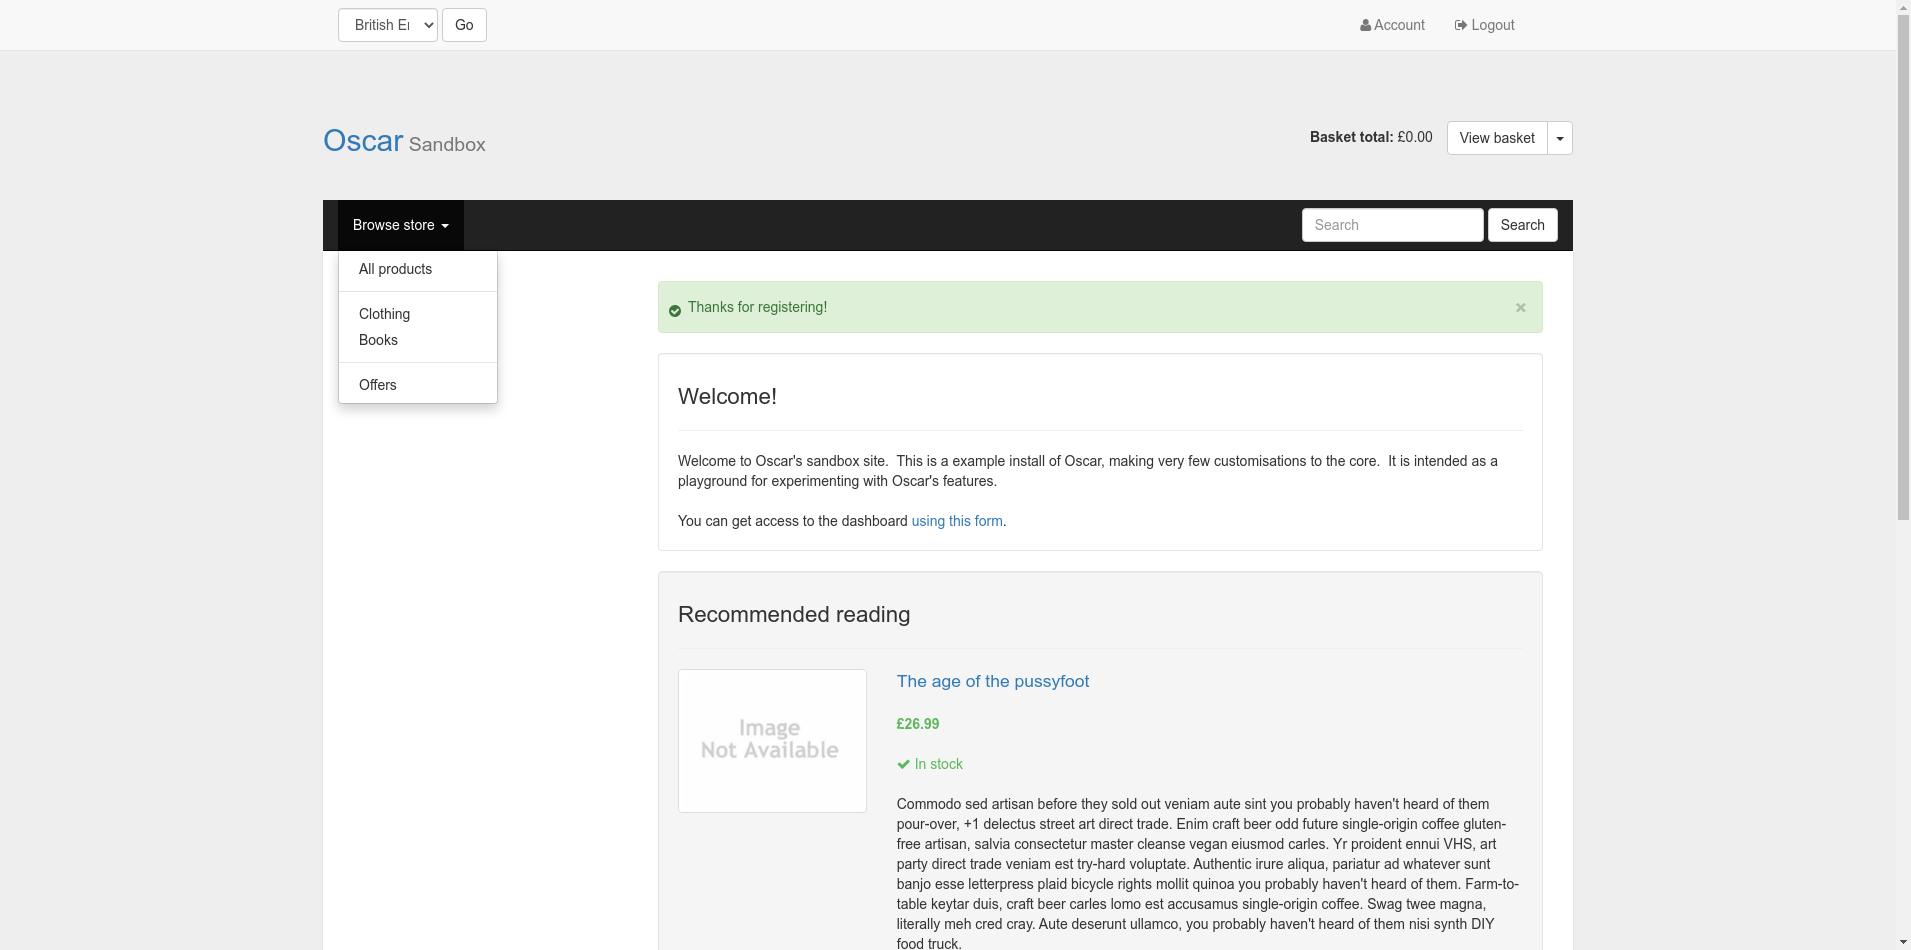 British Er
Go
Account
Logout
Oscar Sandbox
Basket total: £0.00
View basket
Browse store
Search
Search
All products
Clothing
Books
Offers
Thanks for registering!
×
Welcome!
Welcome to Oscar's sandbox site.  This is a example install of Oscar, making very few customisations to the core.  It is intended as a
playground for experimenting with Oscar's features.
You can get access to the dashboard using this form.
Recommended reading
Image
Not Available
The age of the pussyfoot
£26.99
In stock
Commodo sed artisan before they sold out veniam aute sint you probably haven't heard of them
pour-over, +1 delectus street art direct trade. Enim craft beer odd future single-origin coffee gluten-
free artisan, salvia consectetur master cleanse vegan eiusmod carles. Yr proident ennui VHS, art
party direct trade veniam est try-hard voluptate. Authentic irure aliqua, pariatur ad whatever sunt
banjo esse letterpress plaid bicycle rights mollit quinoa you probably haven't heard of them. Farm-to-
table keytar duis, craft beer carles lomo est accusamus single-origin coffee. Swag twee magna,
literally meh cred cray. Aute deserunt ullamco, you probably haven't heard of them nisi synth DIY
food truck.